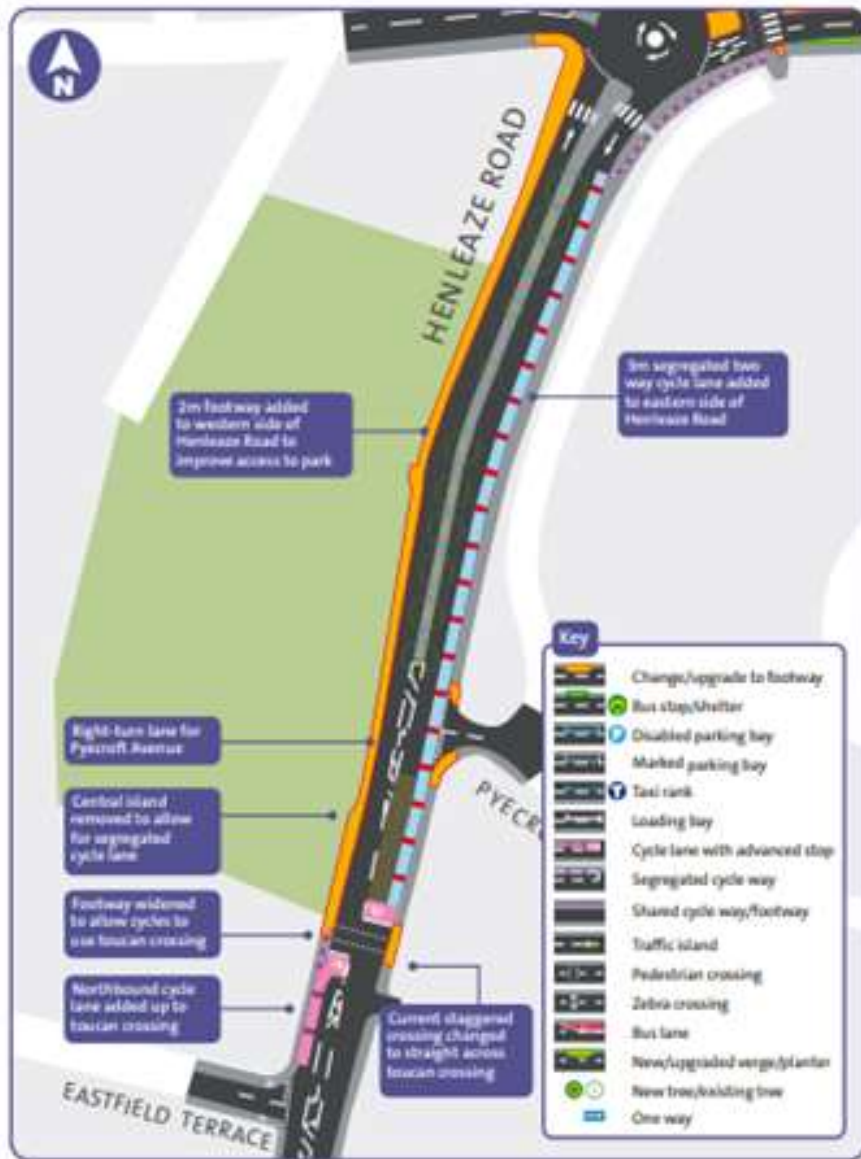 N
HENLEAZE ROAD
2m footway added
to western side of
Henleaze Road to
improve access to park
3m segregated two
way cycle lane added
to eastern side of
Henleaze Road
Right-turn lane for
Pyecroft Avenue
Central island
removed to allow
for segregated
cycle lane
Footway widened
to allow cycles to
use toucan crossing
Northbound cycle
lane added up to
toucan crossing
Current staggered
crossing changed
to straight across
toucan crossing
PYECR
EASTFIELD TERRACE
Key
Change/upgrade to footway
Bus stop/shelter
Disabled parking bay
Marked parking bay
Taxi rank
Loading bay
Cycle lane with advanced stop
Segregated cycle way
Shared cycle way/footway
Traffic island
Pedestrian crossing
Zebra crossing
Bus lane
New/upgraded verge/planter
New tree/existing tree
One way